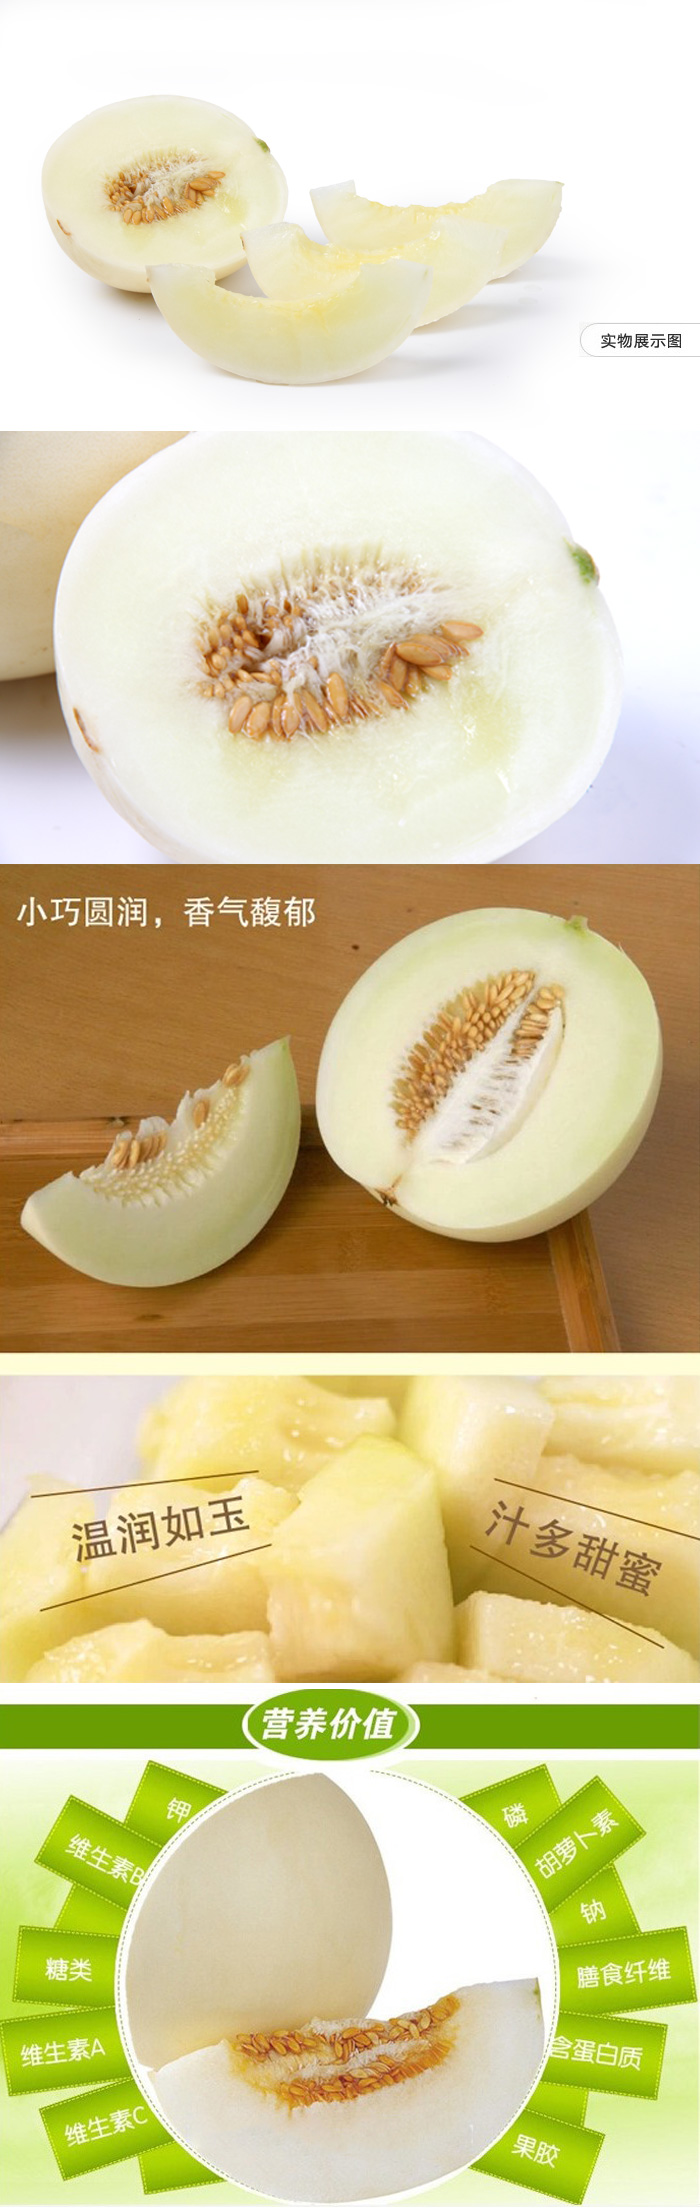 实物展示图
小巧圆润，香气馥郁
温润如玉
汁多甜蜜
营养价值
钾
维生素B
糖类
维生素A
维生素C
磷
胡萝卜素
钠
膳食纤维
含蛋白质
果胶